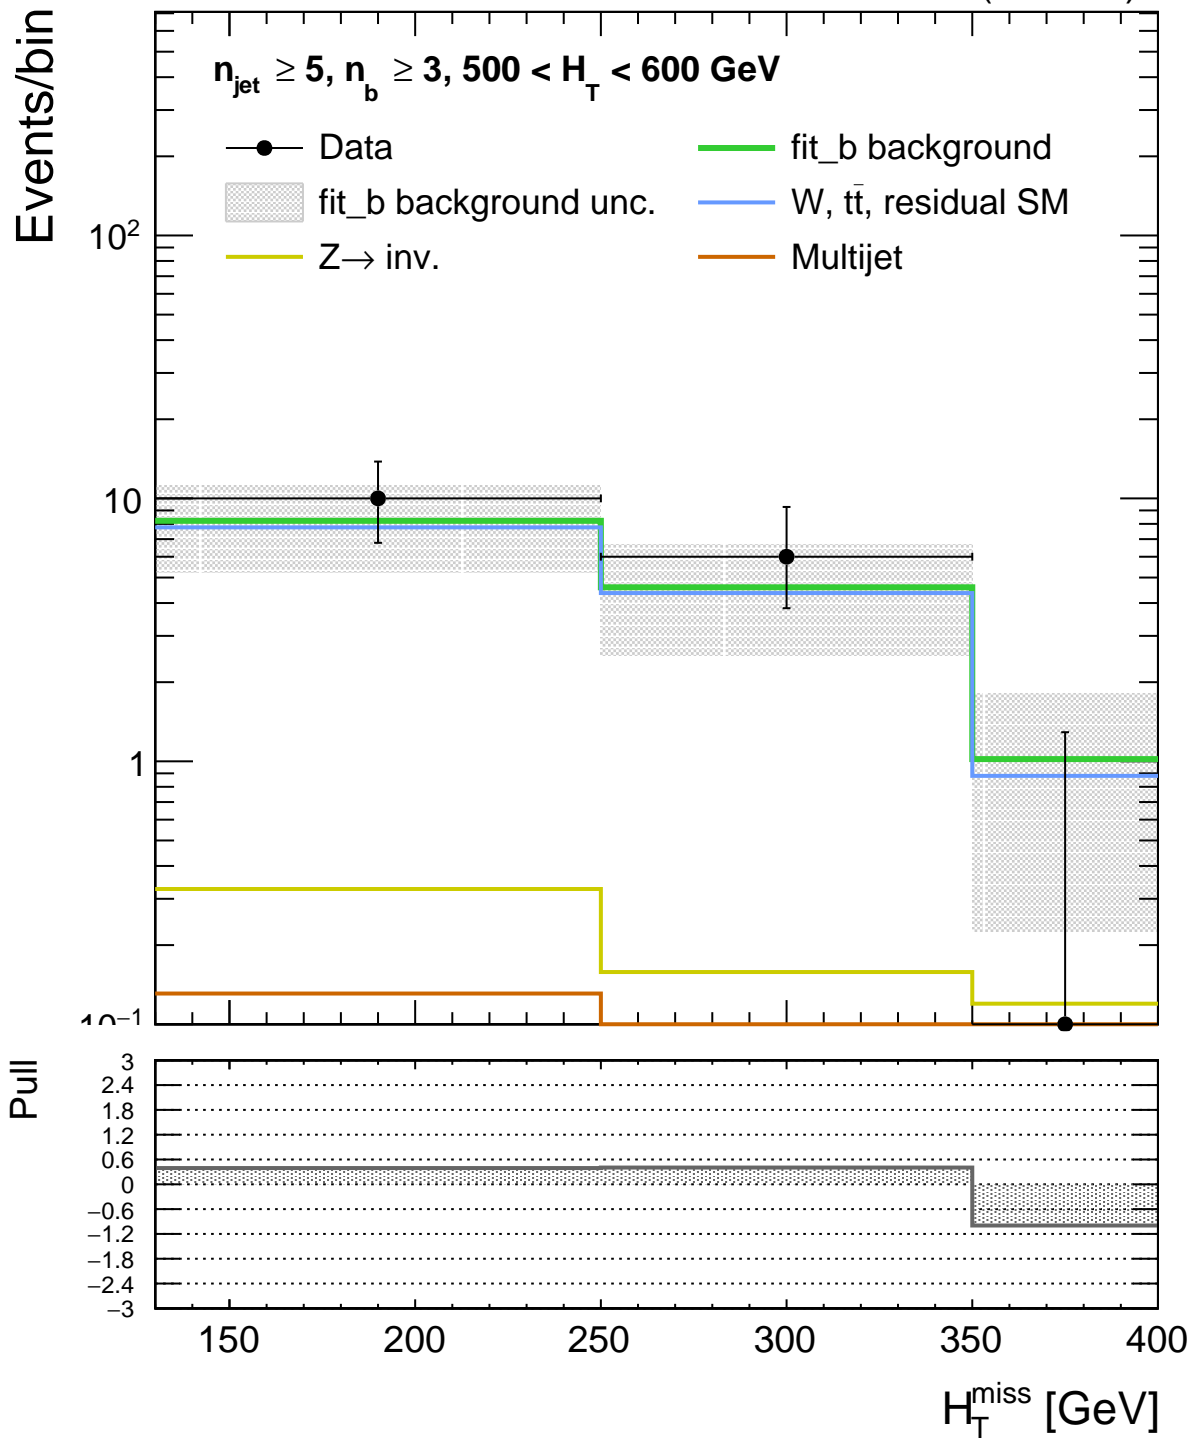 n_jet ≥ 5, n_b ≥ 3, 500 < H_T < 600 GeV
Data
fit_b background
fit_b background unc.
W, tt̄, residual SM
Z→ inv.
Multijet
Events/bin
10²
10
1
10⁻¹
Pull
3
2.4
1.8
1.2
0.6
0
−0.6
−1.2
−1.8
−2.4
−3
150 200 250 300 350 400
H_T^miss [GeV]